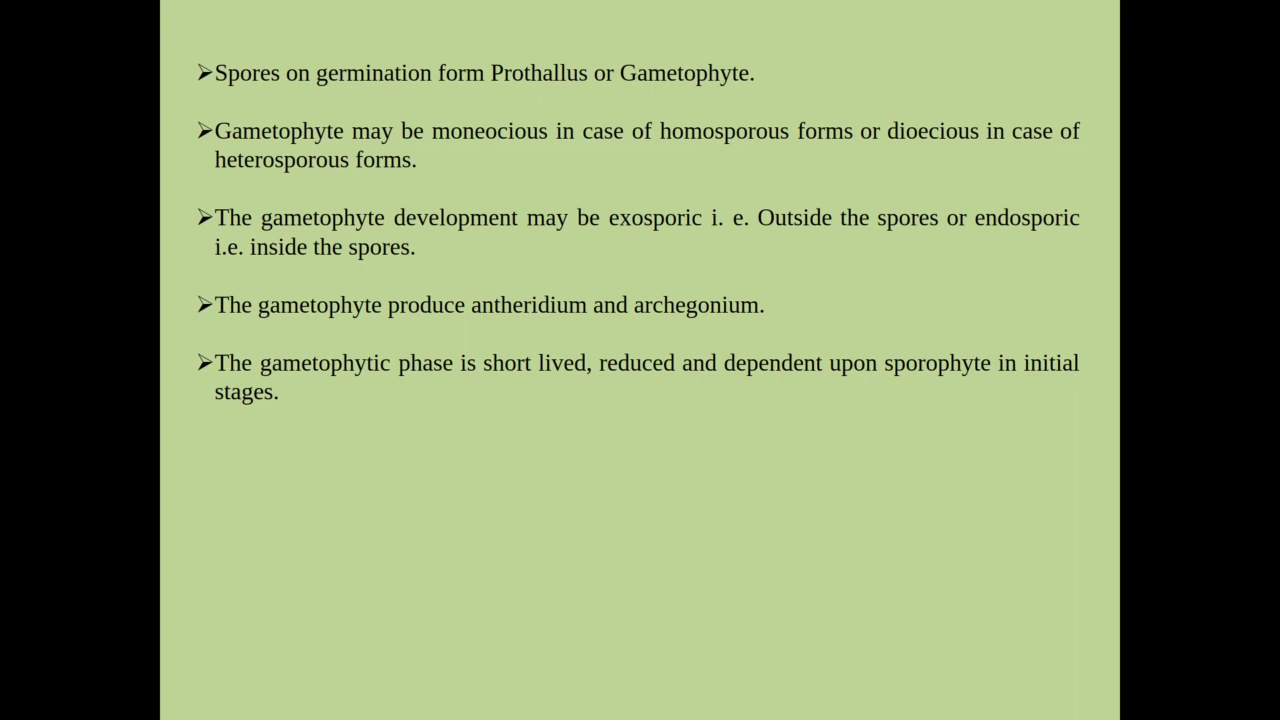 ➢Spores on germination form Prothallus or Gametophyte.
➢Gametophyte may be moneocious in case of homosporous forms or dioecious in case of
heterosporous forms.
➢The gametophyte development may be exosporic i. e. Outside the spores or endosporic
i.e. inside the spores.
➢The gametophyte produce antheridium and archegonium.
➢The gametophytic phase is short lived, reduced and dependent upon sporophyte in initial
stages.